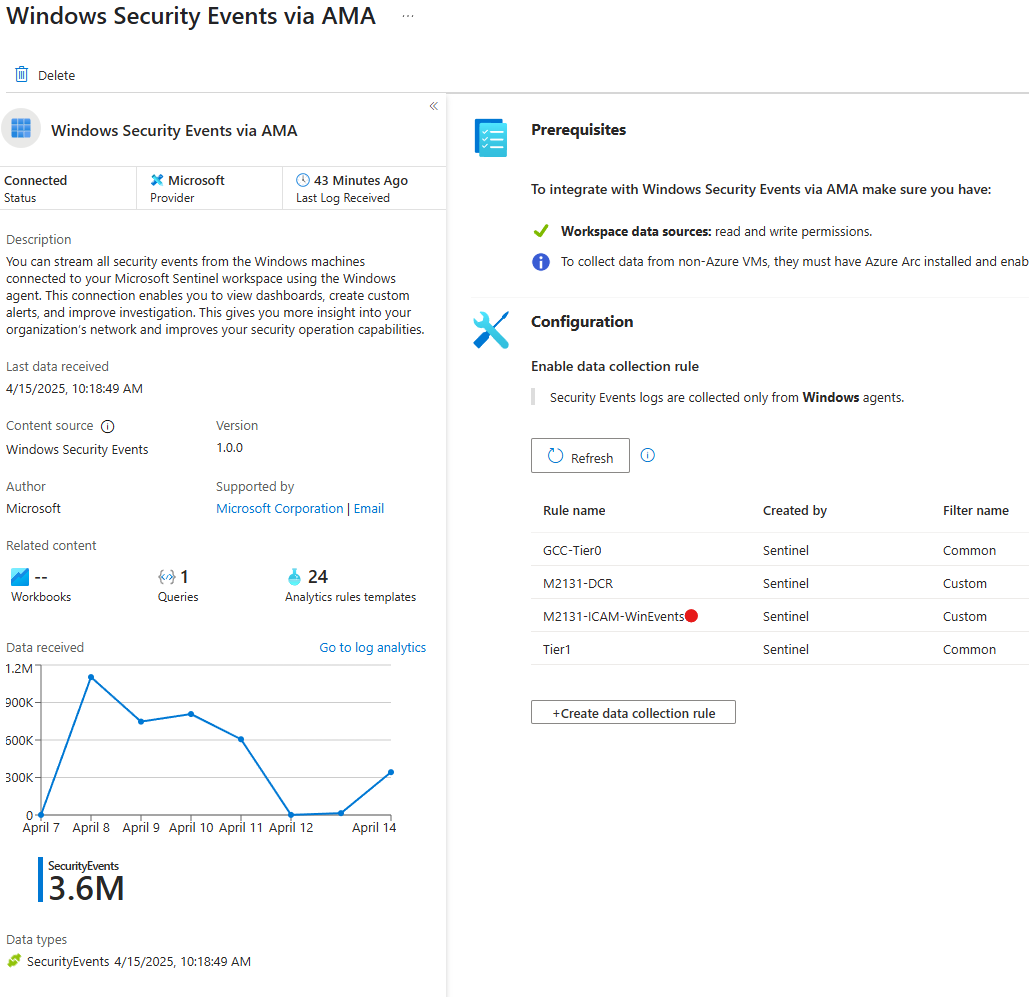 Windows Security Events via AMA ...
Delete
«
Windows Security Events via AMA
Connected
Status
Microsoft
Provider
43 Minutes Ago
Last Log Received
Description
You can stream all security events from the Windows machines
connected to your Microsoft Sentinel workspace using the Windows
agent. This connection enables you to view dashboards, create custom
alerts, and improve investigation. This gives you more insight into your
organization's network and improves your security operation capabilities.
Last data received
4/15/2025, 10:18:49 AM
Content source
Version
Windows Security Events
1.0.0
Author
Supported by
Microsoft
Microsoft Corporation | Email
Related content
--
Workbooks
1
Queries
24
Analytics rules templates
Data received
Go to log analytics
1.2M
900K
600K
300K
0
April 7 April 8 April 9 April 10 April 11 April 12 April 14
SecurityEvents
3.6M
Data types
SecurityEvents 4/15/2025, 10:18:49 AM
Prerequisites
To integrate with Windows Security Events via AMA make sure you have:
Workspace data sources: read and write permissions.
To collect data from non-Azure VMs, they must have Azure Arc installed and enab
Configuration
Enable data collection rule
Security Events logs are collected only from Windows agents.
Refresh
Rule name Created by Filter name
GCC-Tier0 Sentinel Common
M2131-DCR Sentinel Custom
M2131-ICAM-WinEvents Sentinel Custom
Tier1 Sentinel Common
+Create data collection rule